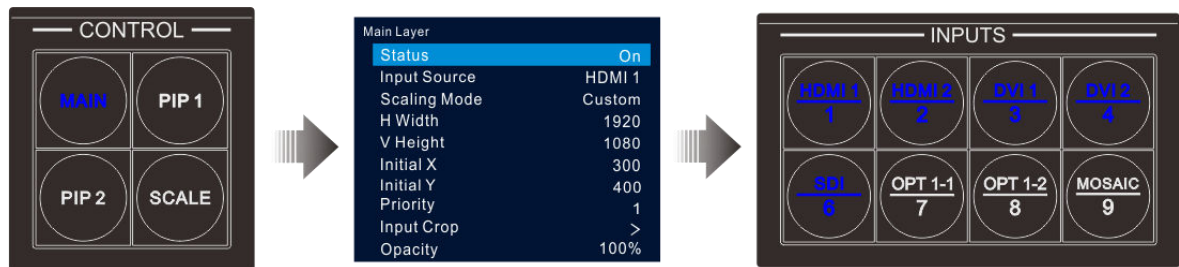 CONTROL
MAIN PIP 1
PIP 2 SCALE
Main Layer
Status On
Input Source HDMI 1
Scaling Mode Custom
H Width 1920
V Height 1080
Initial X 300
Initial Y 400
Priority 1
Input Crop >
Opacity 100%
INPUTS
HDMI 1 HDMI 2 DVI 1 DVI 2
1 2 3 4
SDI OPT 1-1 OPT 1-2 MOSAIC
6 7 8 9